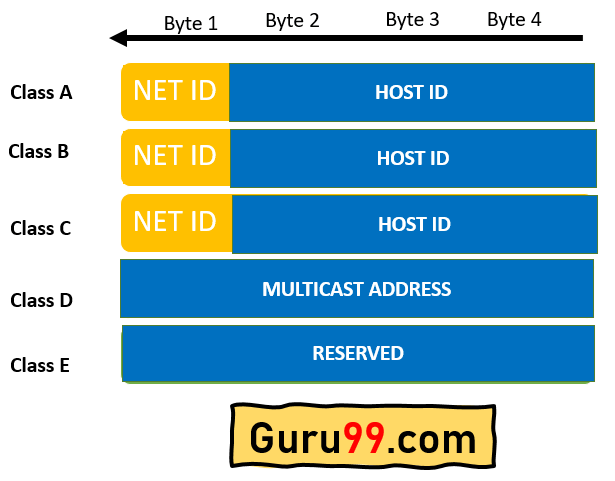 Byte 1 Byte 2 Byte 3 Byte 4
Class A NET ID HOST ID
Class B NET ID HOST ID
Class C NET ID HOST ID
Class D MULTICAST ADDRESS
Class E RESERVED
Guru99.com